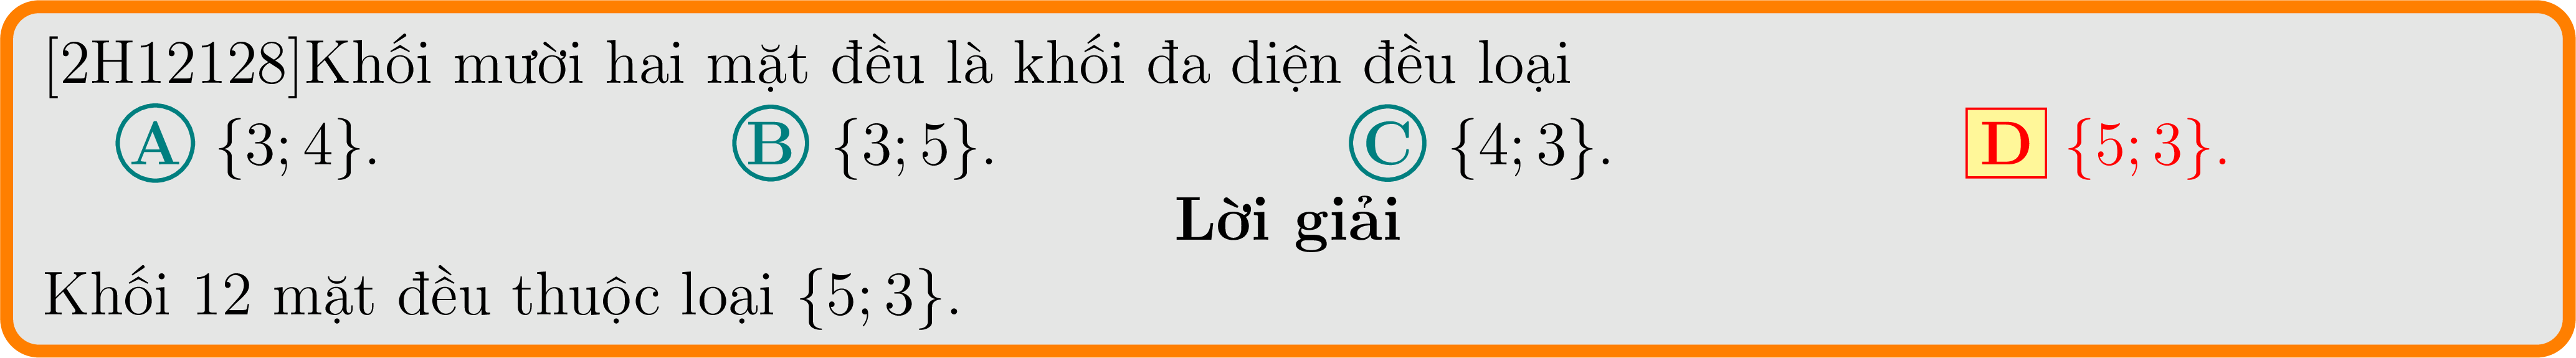 [2H12128]Khối mười hai mặt đều là khối đa diện đều loại
A {3; 4}. B {3; 5}. C {4; 3}. D {5; 3}.
Lời giải
Khối 12 mặt đều thuộc loại {5; 3}.